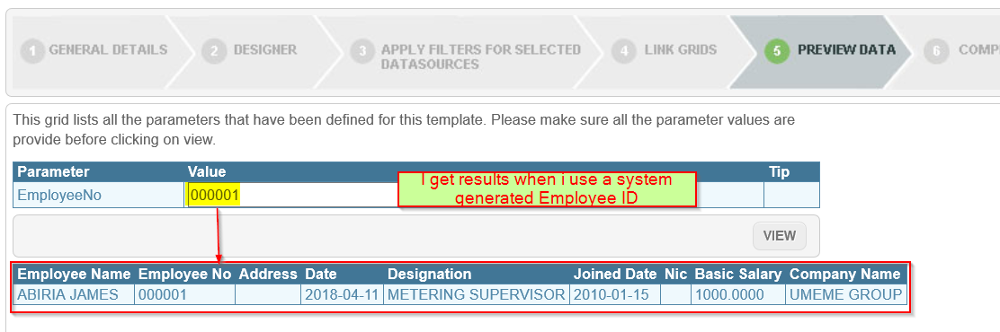 1 GENERAL DETAILS 2 DESIGNER 3 APPLY FILTERS FOR SELECTED DATASOURCES 4 LINK GRIDS 5 PREVIEW DATA 6 COMP
This grid lists all the parameters that have been defined for this template. Please make sure all the parameter values are
provide before clicking on view.
Parameter Value Tip
EmployeeNo 000001
I get results when i use a system
generated Employee ID
VIEW
Employee Name Employee No Address Date Designation Joined Date Nic Basic Salary Company Name
ABIRIA JAMES 000001 2018-04-11 METERING SUPERVISOR 2010-01-15 1000.0000 UMEME GROUP